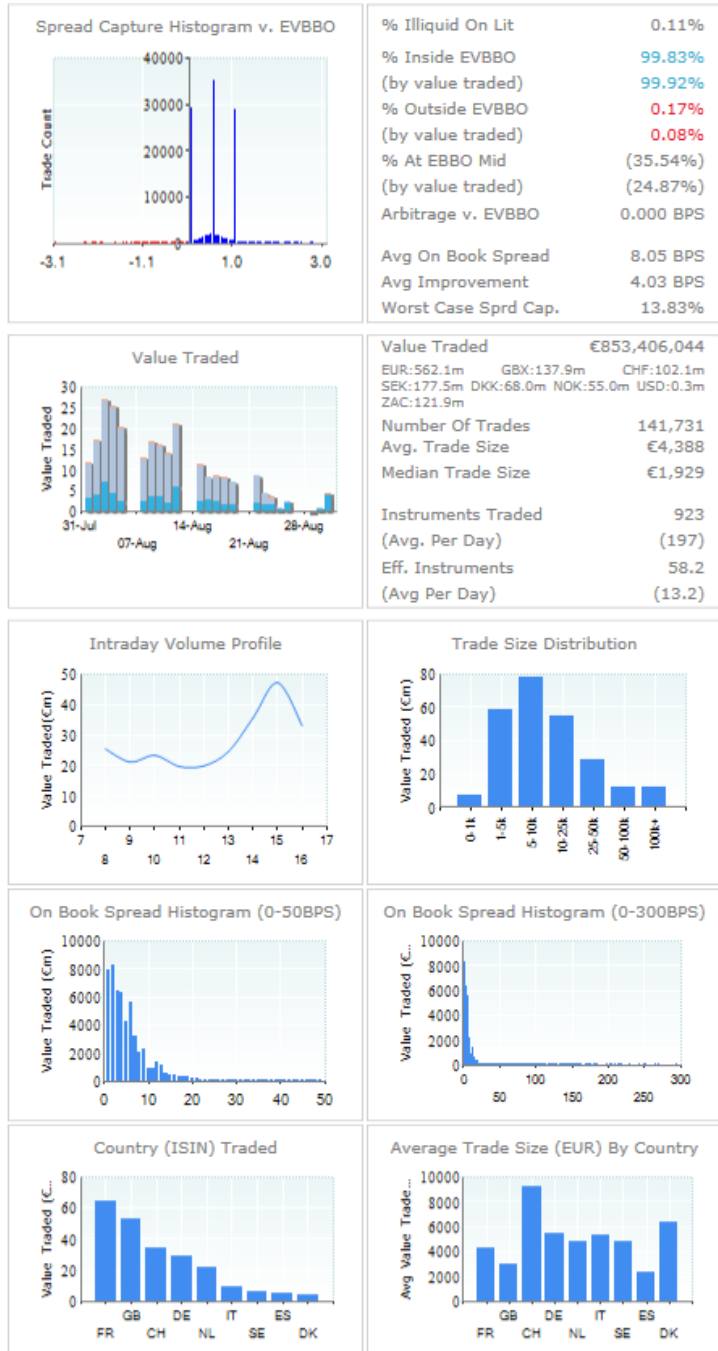 Spread Capture Histogram v. EVBBO
Trade Count
40000
30000
20000
10000
0
-3.1 -1.1 1.0 3.0
% Illiquid On Lit 0.11%
% Inside EVBBO 99.83%
(by value traded) 99.92%
% Outside EVBBO 0.17%
(by value traded) 0.08%
% At EBBO Mid (35.54%)
(by value traded) (24.87%)
Arbitrage v. EVBBO 0.000 BPS
Avg On Book Spread 8.05 BPS
Avg Improvement 4.03 BPS
Worst Case Sprd Cap. 13.83%
Value Traded
Value Traded
30
25
20
15
10
5
0
31-Jul 14-Aug 28-Aug
07-Aug 21-Aug
Value Traded €853,406,044
EUR:562.1m GBX:137.9m CHF:102.1m
SEK:177.5m DKK:68.0m NOK:55.0m USD:0.3m
ZAC:121.9m
Number Of Trades 141,731
Avg. Trade Size €4,388
Median Trade Size €1,929
Instruments Traded 923
(Avg. Per Day) (197)
Eff. Instruments 58.2
(Avg Per Day) (13.2)
Intraday Volume Profile
Value Traded(€m)
50
40
30
20
10
0
7 9 11 13 15 17
8 10 12 14 16
Trade Size Distribution
Value Traded (€m)
80
60
40
20
0
0-1k 1-5k 5-10k 10-25k 25-50k 50-100k 100k+
On Book Spread Histogram (0-50BPS)
Value Traded (€m)
10000
8000
6000
4000
2000
0
0 10 20 30 40 50
On Book Spread Histogram (0-300BPS)
Value Traded (€...
10000
8000
6000
4000
2000
0
0 100 200 300
50 150 250
Country (ISIN) Traded
Value Traded (€...
80
60
40
20
0
GB DE IT ES
FR CH NL SE DK
Average Trade Size (EUR) By Country
Avg Value Trade...
10000
8000
6000
4000
2000
0
GB DE IT ES
FR CH NL SE DK